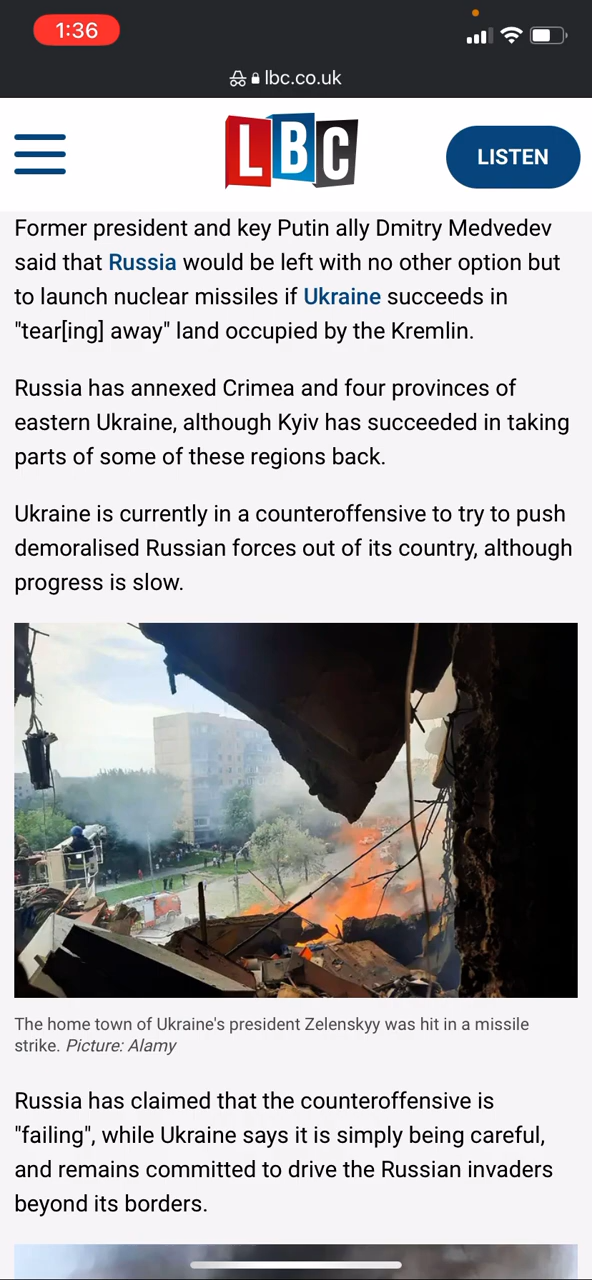 1:36
lbc.co.uk
LBC
LISTEN
Former president and key Putin ally Dmitry Medvedev
said that Russia would be left with no other option but
to launch nuclear missiles if Ukraine succeeds in
"tear[ing] away" land occupied by the Kremlin.
Russia has annexed Crimea and four provinces of
eastern Ukraine, although Kyiv has succeeded in taking
parts of some of these regions back.
Ukraine is currently in a counteroffensive to try to push
demoralised Russian forces out of its country, although
progress is slow.
The home town of Ukraine's president Zelenskyy was hit in a missile
strike. Picture: Alamy
Russia has claimed that the counteroffensive is
"failing", while Ukraine says it is simply being careful,
and remains committed to drive the Russian invaders
beyond its borders.